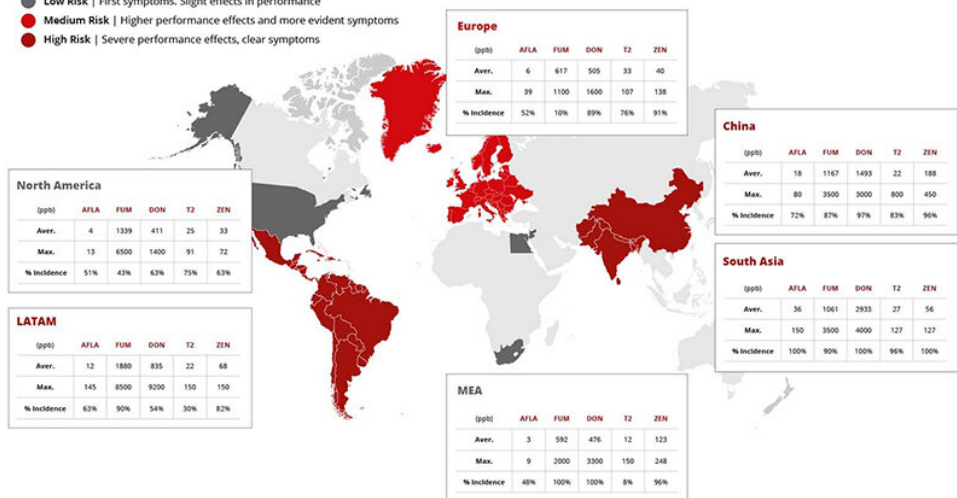 Low Risk | First symptoms. Slight effects in performance
Medium Risk | Higher performance effects and more evident symptoms
High Risk | Severe performance effects, clear symptoms
Europe
(ppb) AFLA FUM DON T2 ZEN
Aver. 6 617 505 33 40
Max. 39 1100 1600 107 138
% Incidence 52% 10% 89% 76% 91%
China
(ppb) AFLA FUM DON T2 ZEN
Aver. 18 1167 1493 22 188
Max. 80 3500 3000 800 450
% Incidence 72% 87% 97% 83% 96%
North America
(ppb) AFLA FUM DON T2 ZEN
Aver. 4 1339 411 25 33
Max. 13 6500 1400 91 72
% Incidence 51% 43% 63% 75% 63%
South Asia
(ppb) AFLA FUM DON T2 ZEN
Aver. 36 1061 2933 27 56
Max. 150 3500 4000 127 127
% Incidence 100% 90% 100% 96% 100%
LATAM
(ppb) AFLA FUM DON T2 ZEN
Aver. 12 1880 835 22 68
Max. 145 8500 9200 150 150
% Incidence 63% 90% 54% 30% 82%
MEA
(ppb) AFLA FUM DON T2 ZEN
Aver. 3 592 476 12 123
Max. 9 2000 3300 150 248
% Incidence 48% 100% 100% 8% 96%